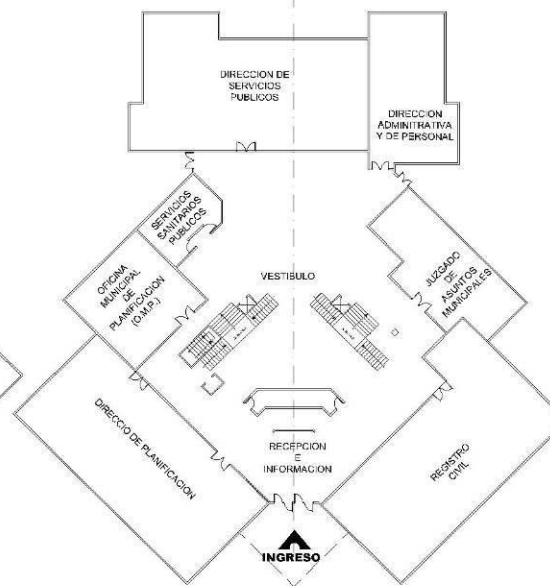 DIRECCION DE
SERVICIOS
PUBLICOS
DIRECCION
ADMINITRATIVA
Y DE PERSONAL
SERVICIOS
SANITARIOS
PUBLICOS
OFICINA
MUNICIPAL
DE
PLANIFICACION
(O.M.P.)
JUZGADO
DE
ASUNTOS
MUNICIPALES
VESTIBULO
DIRECCIO DE PLANIFICACION
RECEPCION
E
INFORMACION
REGISTRO
CIVIL
INGRESO